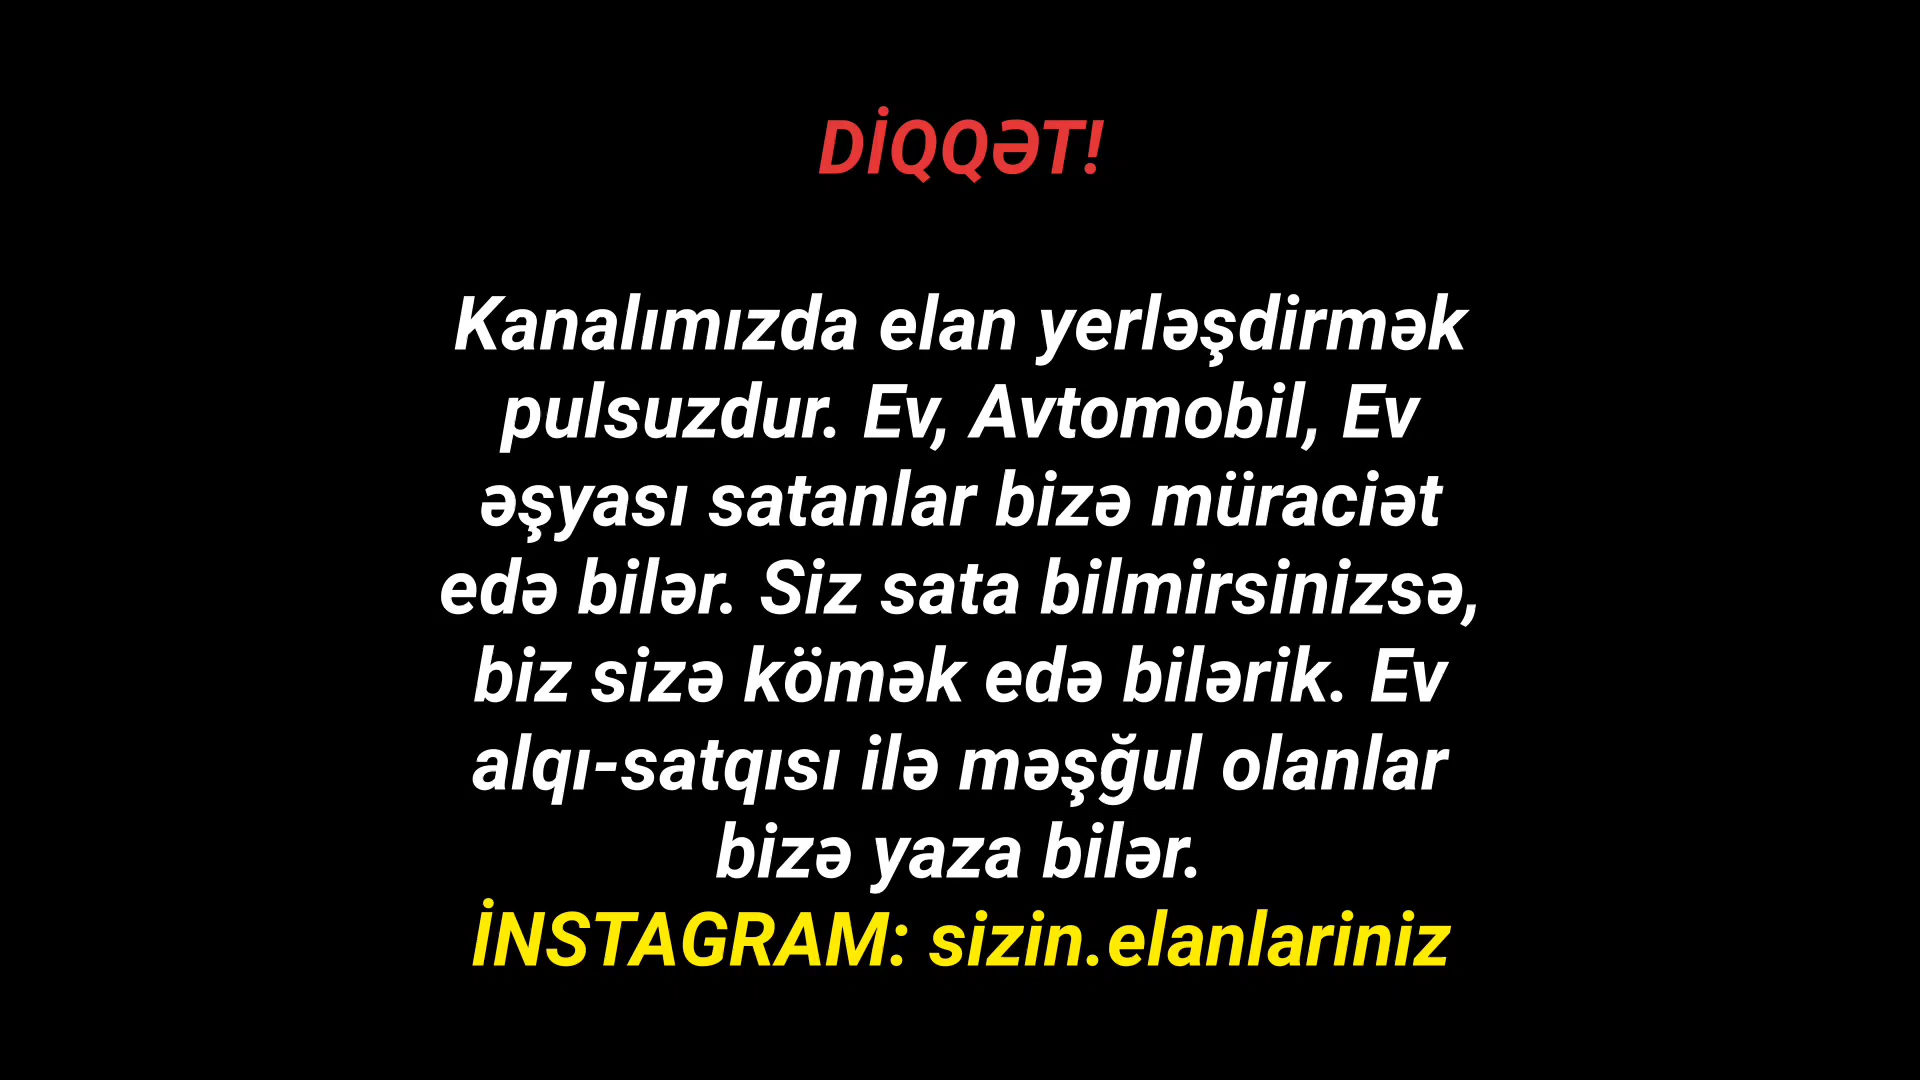 DİQQƏT!
Kanalımızda elan yerləşdirmək
pulsuzdur. Ev, Avtomobil, Ev
əşyası satanlar bizə müraciət
edə bilər. Siz sata bilmirsinizsə,
biz sizə kömək edə bilərik. Ev
alqı-satqısı ilə məşğul olanlar
bizə yaza bilər.
İNSTAGRAM: sizin.elanlariniz